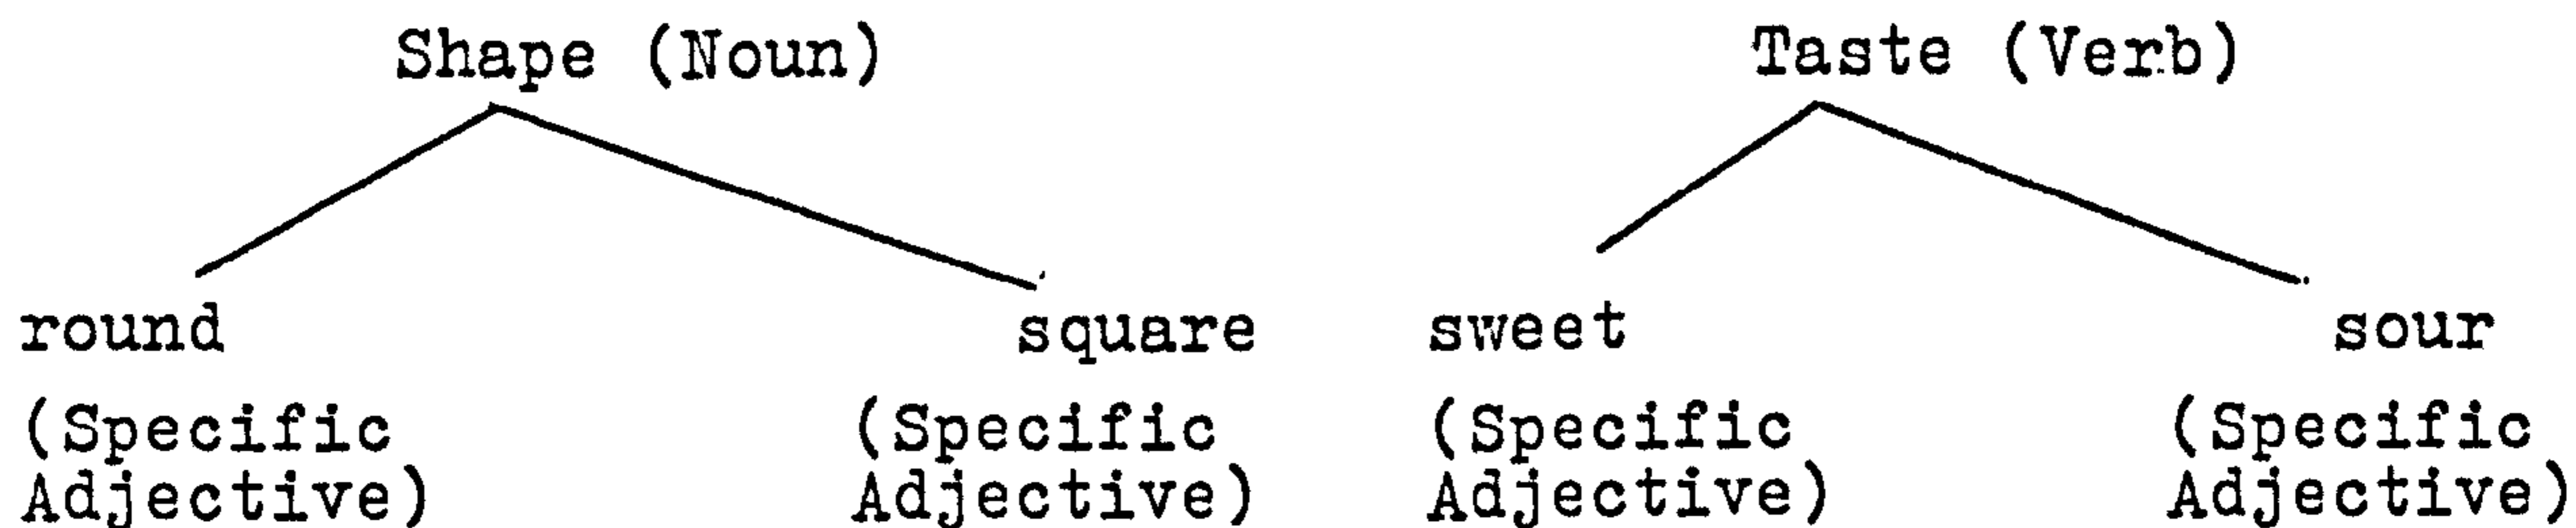 Shape (Noun) Taste (Verb)
round square sweet sour
(Specific (Specific (Specific (Specific
Adjective) Adjective) Adjective) Adjective)